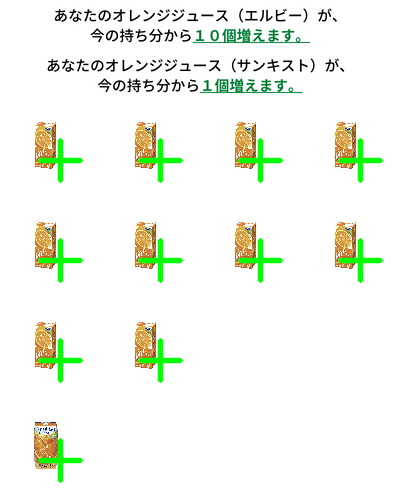 あなたのオレンジジュース（エルビー）が、
今の持ち分から１０個増えます。
あなたのオレンジジュース（サンキスト）が、
今の持ち分から１個増えます。